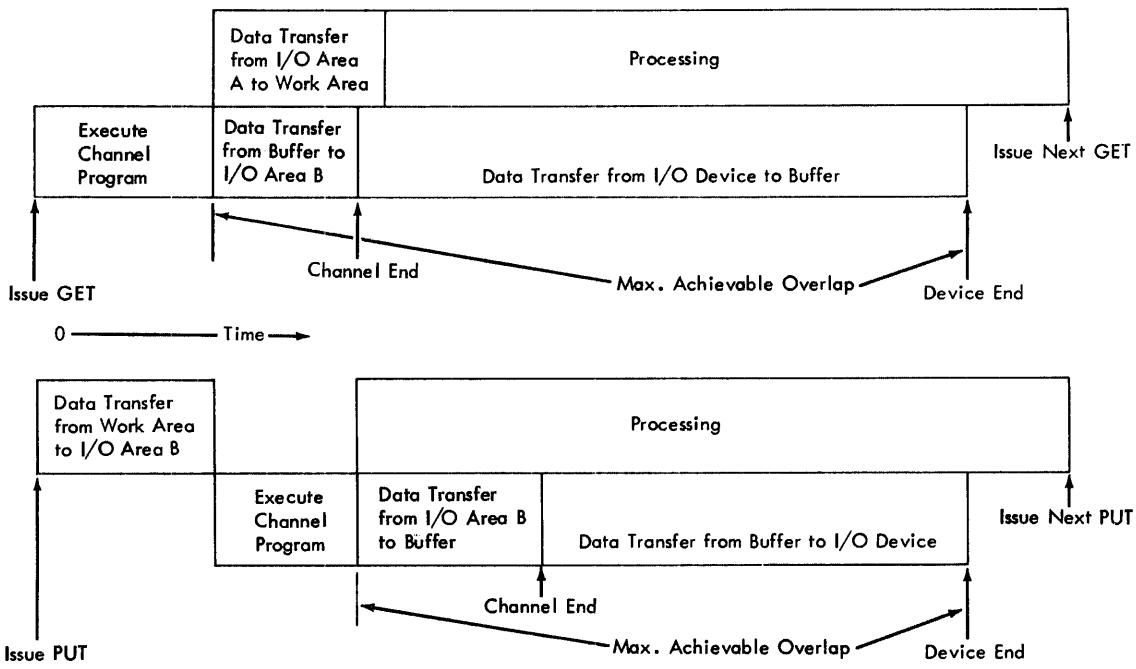 Data Transfer
from I/O Area
A to Work Area
Processing
Execute
Channel
Program
Data Transfer
from Buffer to
I/O Area B
Data Transfer from I/O Device to Buffer
Issue Next GET
Channel End
Max. Achievable Overlap
Device End
Issue GET
0
Time
Data Transfer
from Work Area
to I/O Area B
Processing
Execute
Channel
Program
Data Transfer
from I/O Area B
to Buffer
Data Transfer from Buffer to I/O Device
Issue Next PUT
Channel End
Max. Achievable Overlap
Device End
Issue PUT